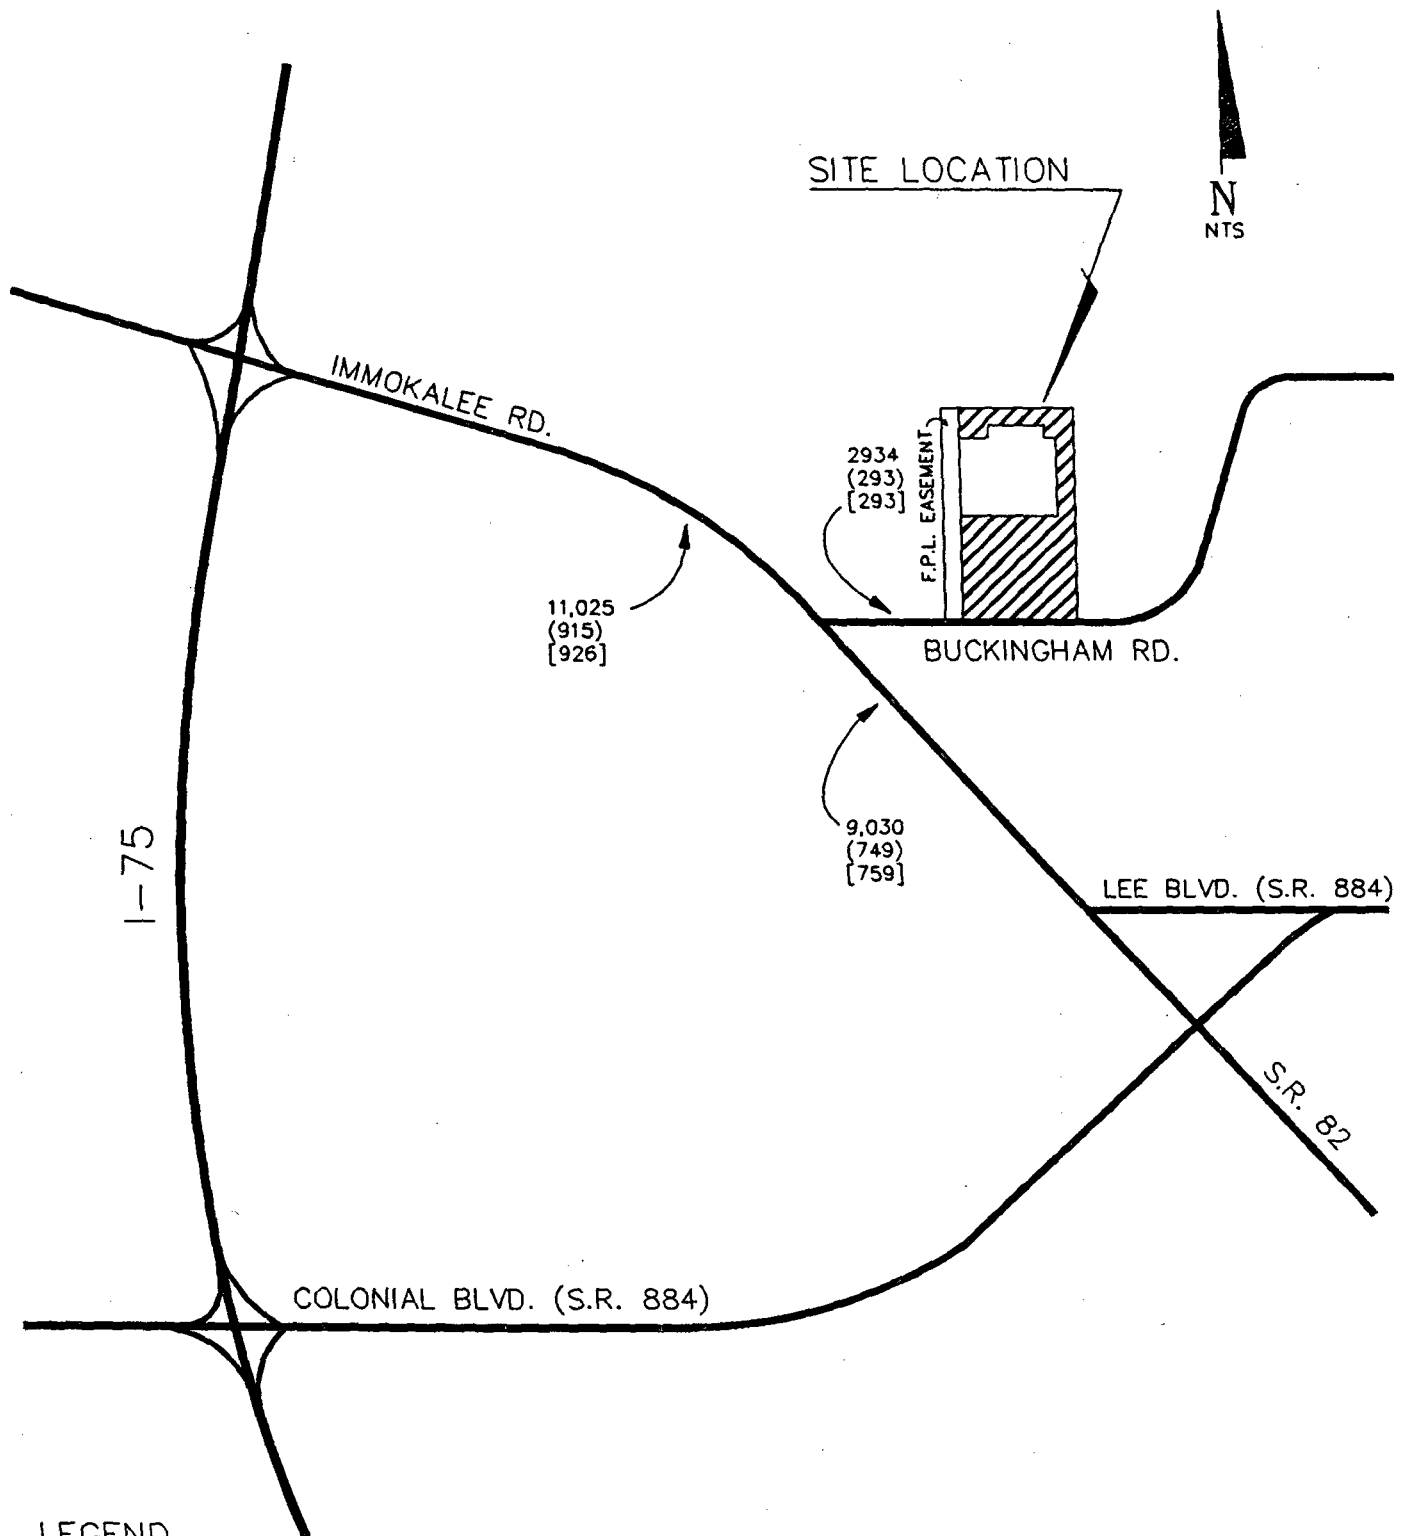 SITE LOCATION
N
NTS
IMMOKALEE RD.
2934
(293)
[293]
F.P.L. EASEMENT
11,025
(915)
[926]
BUCKINGHAM RD.
9,030
(749)
[759]
I-75
LEE BLVD. (S.R. 884)
S.R. 82
COLONIAL BLVD. (S.R. 884)
LEGEND